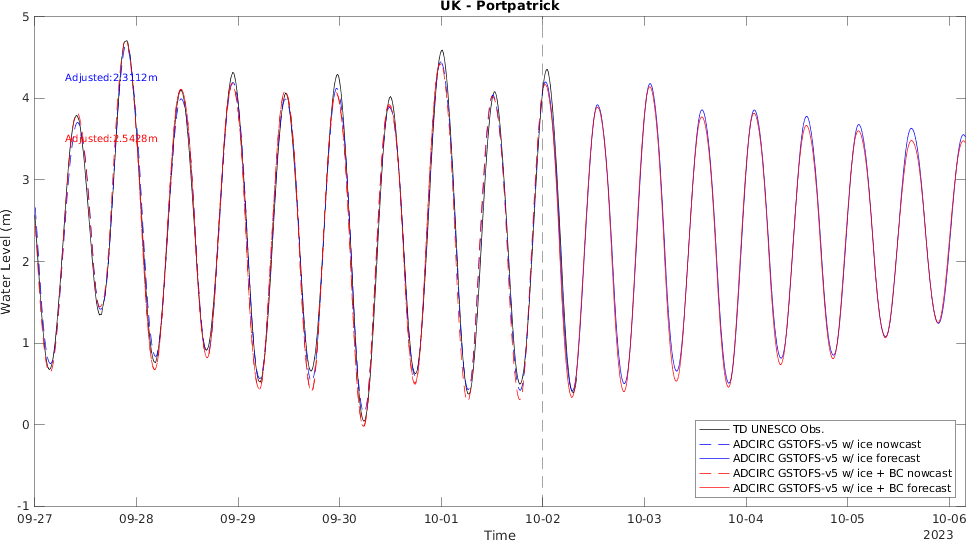 UK - Portpatrick
5
4
3
2
1
0
-1
Water Level (m)
Adjusted:2.3112m
Adjusted:2.5428m
TD UNESCO Obs.
ADCIRC GSTOFS-v5 w/ ice nowcast
ADCIRC GSTOFS-v5 w/ ice forecast
ADCIRC GSTOFS-v5 w/ ice + BC nowcast
ADCIRC GSTOFS-v5 w/ ice + BC forecast
09-27 09-28 09-29 09-30 10-01 10-02 10-03 10-04 10-05 10-06
Time
2023